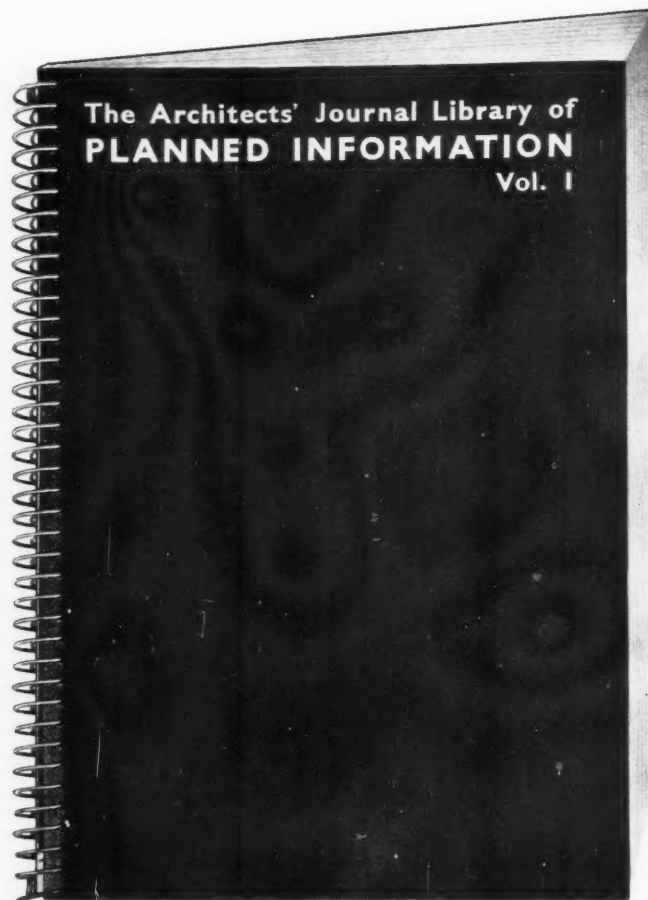 The Architects' Journal Library of
PLANNED INFORMATION
Vol. I